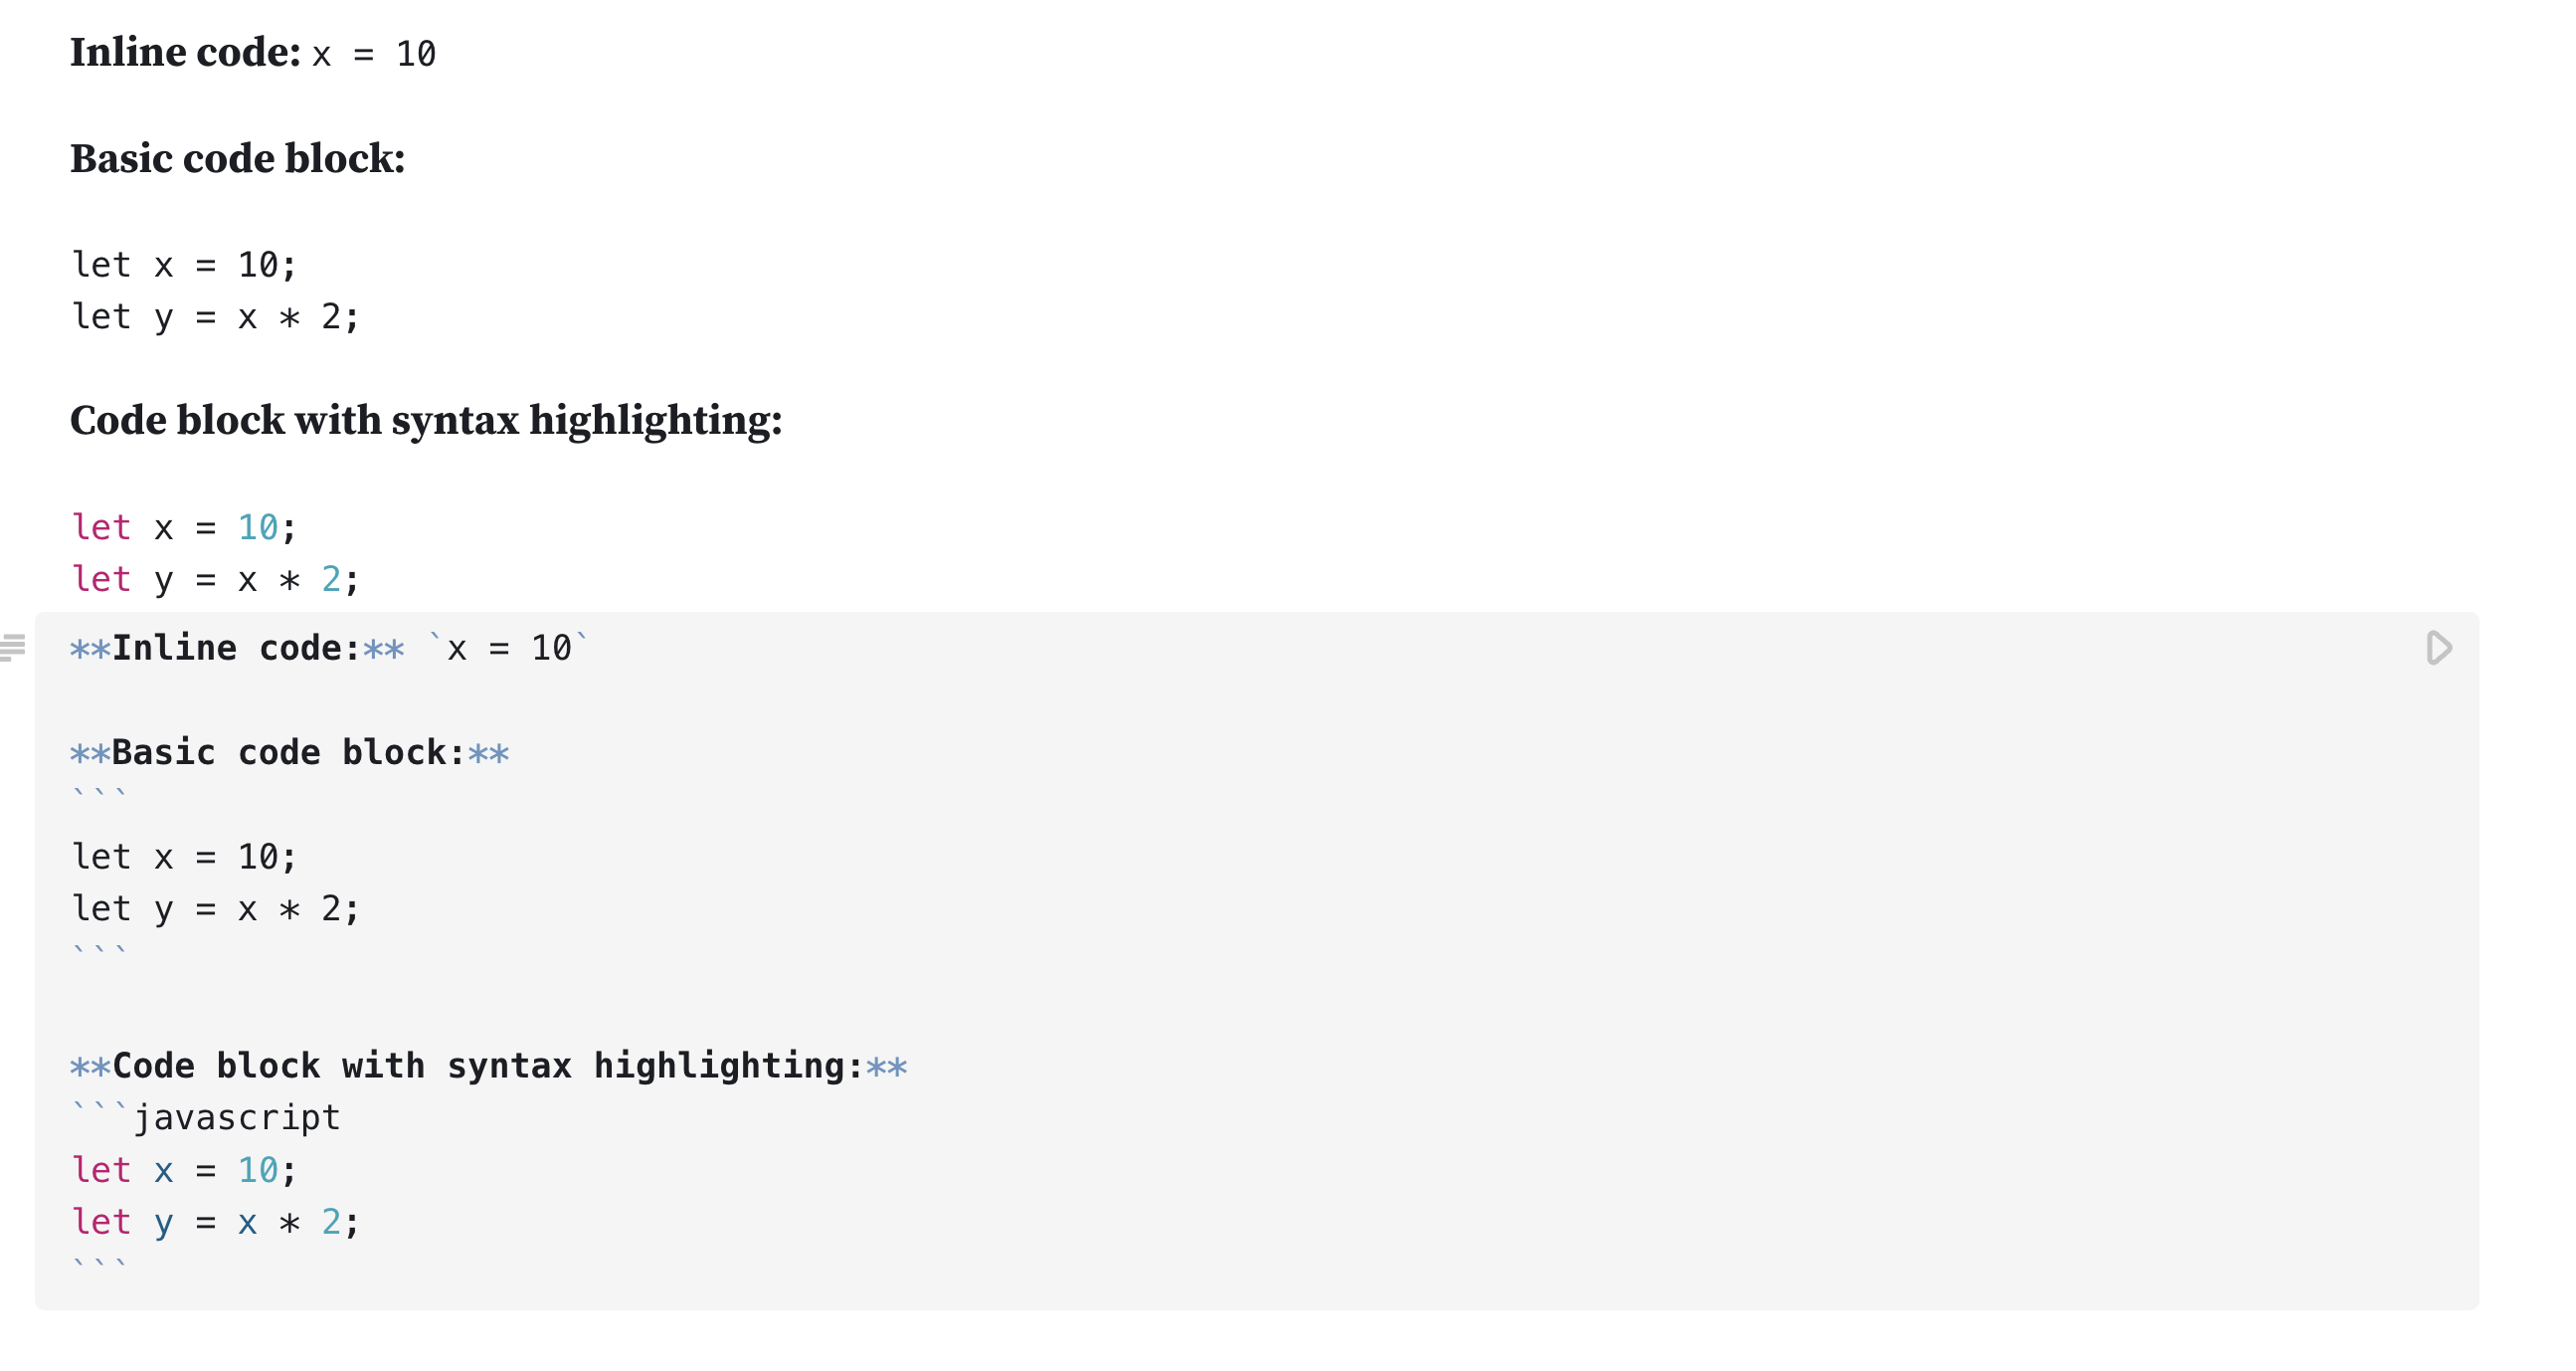 Inline code: x = 10
Basic code block:
let x = 10;
let y = x * 2;
Code block with syntax highlighting:
let x = 10;
let y = x * 2;
**Inline code:** `x = 10`
**Basic code block:**
```
let x = 10;
let y = x * 2;
```
**Code block with syntax highlighting:**
```javascript
let x = 10;
let y = x * 2;
```